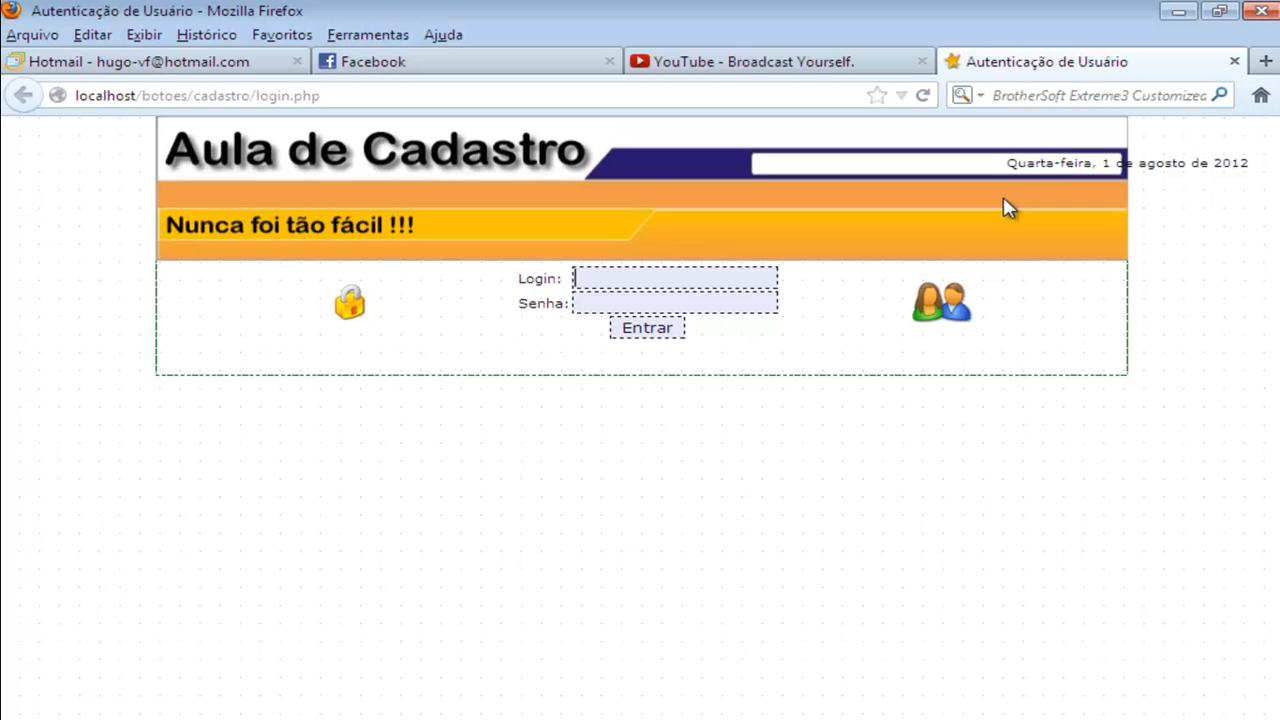 Autenticação de Usuário - Mozilla Firefox
Arquivo Editar Exibir Histórico Favoritos Ferramentas Ajuda
Hotmail - hugo-vf@hotmail.com Facebook YouTube - Broadcast Yourself. Autenticação de Usuário
localhost/botoes/cadastro/login.php BrotherSoft Extreme3 Customized
Aula de Cadastro
Quarta-feira, 1 de agosto de 2012
Nunca foi tão fácil !!!
Login:
Senha:
Entrar